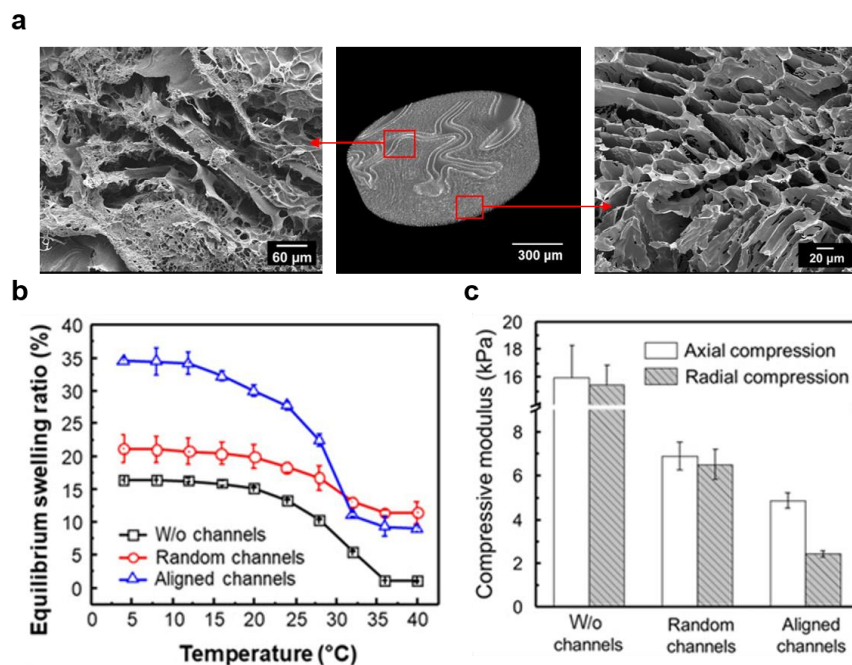 a
60 μm
300 μm
20 μm
b
Equilibrium swelling ratio (%)
40
35
30
25
20
15
10
5
0
W/o channels
Random channels
Aligned channels
0 5 10 15 20 25 30 35 40
Temperature (°C)
c
Compressive modulus (kPa)
20
18
16
8
6
4
2
0
Axial compression
Radial compression
W/o
channels
Random
channels
Aligned
channels